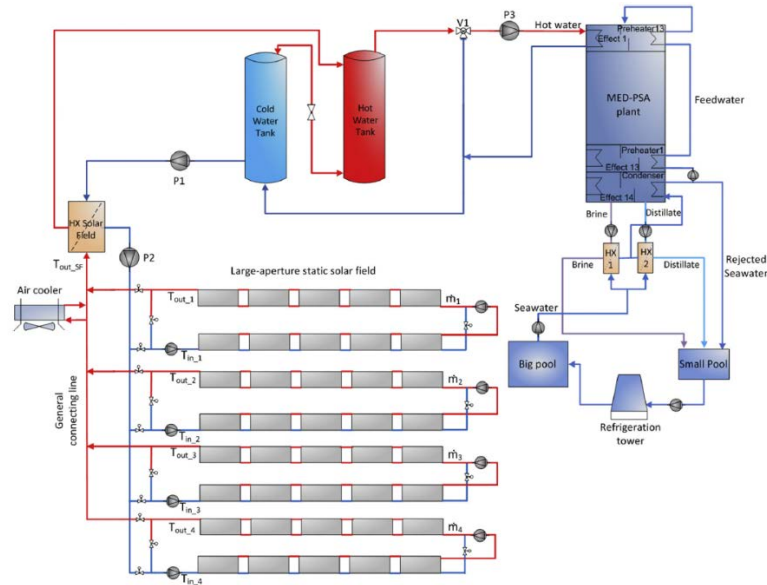 V1
P3
Hot water
Preheater13
Effect 1
Cold
Water
Tank
Hot
Water
Tank
MED-PSA
plant
Feedwater
P1
Preheater1
Effect 13
Condenser
Effect 14
HX Solar
Field
P2
Brine
Distillate
HX
1
HX
2
T_out_SF
Large-aperture static solar field
Brine
Distillate
Rejected
Seawater
Air cooler
T_out_1
ṁ1
Seawater
T_in_1
Big pool
Small Pool
T_out_2
ṁ2
General
connecting line
T_in_2
Refrigeration
tower
T_out_3
ṁ3
T_in_3
T_out_4
ṁ4
T_in_4